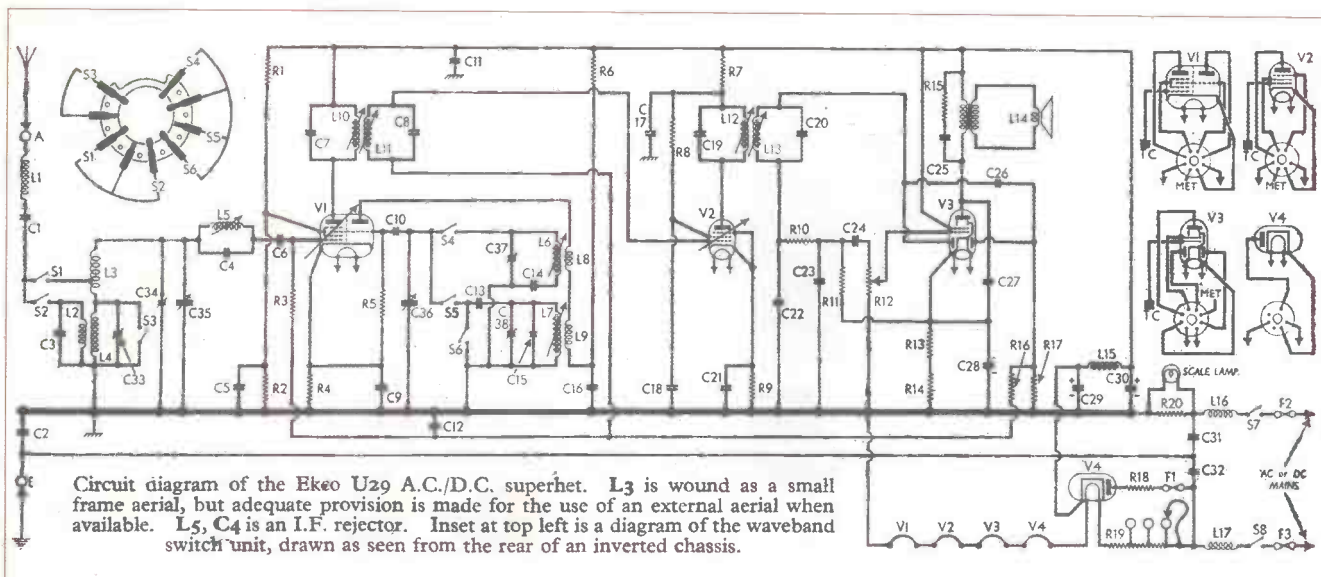 S3
S4
S1
S5
S2
S6
A
L1
C1
S1
S2
L3
L2
C3
L4
S3
C33
C34
C35
L5
C4
C6
R1
R3
C5
R2
C2
E
C11
L10
C7
L11
C8
V1
C10
R5
R4
C9
C36
C12
S4
S5
S6
C37
C14
C13
C38
C15
L6
L8
L7
L9
C16
R6
R7
C17
R8
C19
L12
L13
C20
V2
C18
C21
R9
C22
R10
C23
C24
R11
R12
R15
C25
L14
C26
V3
C27
R13
R14
C28
R16
R17
L15
C29
C30
SCALE LAMP.
R20
L16
S7
F2
C31
C32
AC or DC
MAINS
V4
R18
F1
R19
L17
S8
F3
V1
V2
V3
V4
V1
V2
TC
MET
TC
MET
V3
V4
TC
MET
Circuit diagram of the Ekco U29 A.C./D.C. superhet. L3 is wound as a small
frame aerial, but adequate provision is made for the use of an external aerial when
available. L5, C4 is an I.F. rejector. Inset at top left is a diagram of the waveband
switch unit, drawn as seen from the rear of an inverted chassis.